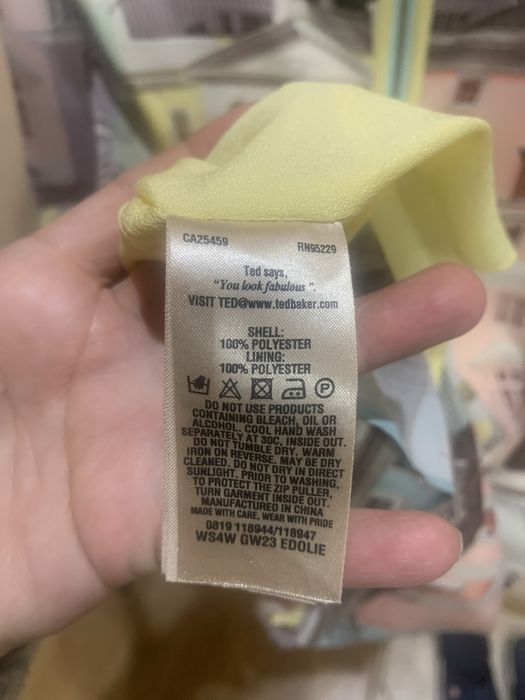 CA25459 RN95229
Ted says,
"You look fabulous".
VISIT TED@www.tedbaker.com
SHELL:
100% POLYESTER
LINING:
100% POLYESTER
P
DO NOT USE PRODUCTS
CONTAINING BLEACH, OIL OR
ALCOHOL. COOL HAND WASH
SEPARATELY AT 30C, INSIDE OUT.
DO NOT TUMBLE DRY. WARM
IRON ON REVERSE. MAY BE DRY
CLEANED. DO NOT DRY IN DIRECT
SUNLIGHT. PRIOR TO WASHING,
TO PROTECT THE ZIP PULLER,
TURN GARMENT INSIDE OUT.
MANUFACTURED IN CHINA
MADE WITH CARE, WEAR WITH PRIDE
0819 118944/118947
WS4W GW23 EDOLIE